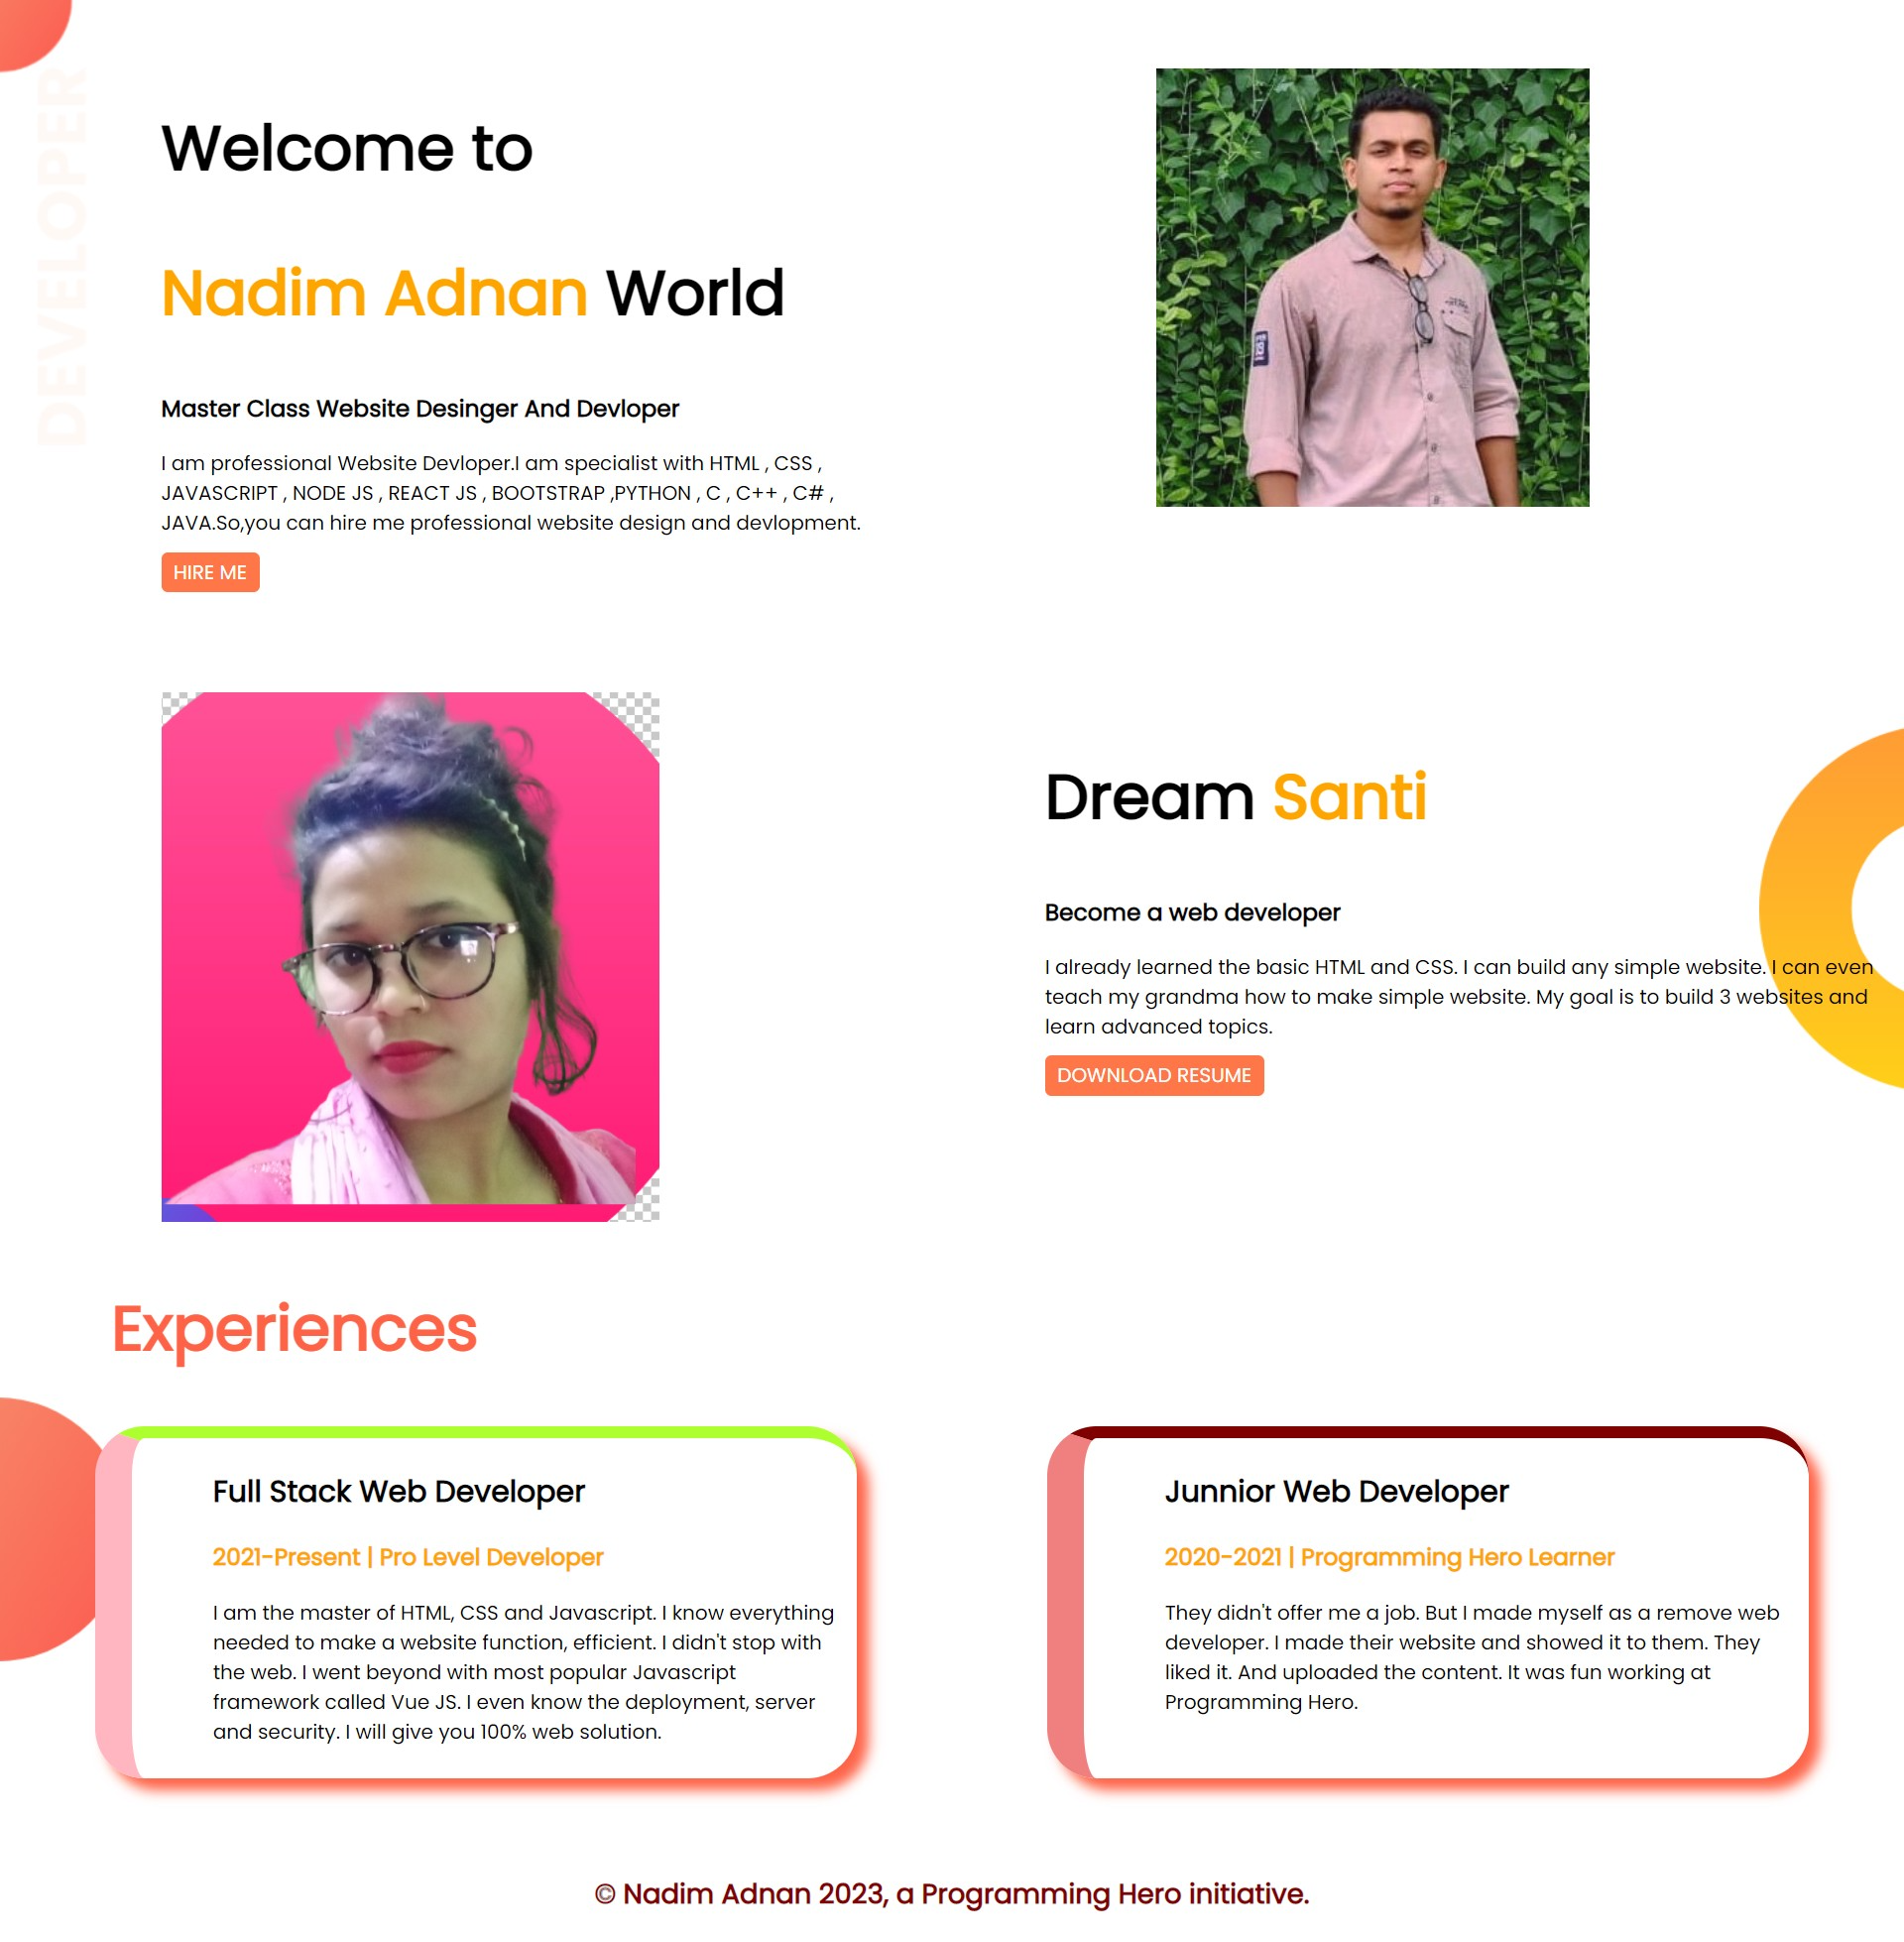 DEVELOPER
Welcome to
Nadim Adnan World
Master Class Website Desinger And Devloper
I am professional Website Devloper.I am specialist with HTML , CSS ,
JAVASCRIPT , NODE JS , REACT JS , BOOTSTRAP ,PYTHON , C , C++ , C# ,
JAVA.So,you can hire me professional website design and devlopment.
HIRE ME
Dream Santi
Become a web developer
I already learned the basic HTML and CSS. I can build any simple website. I can even
teach my grandma how to make simple website. My goal is to build 3 websites and
learn advanced topics.
DOWNLOAD RESUME
Experiences
Full Stack Web Developer
2021-Present | Pro Level Developer
I am the master of HTML, CSS and Javascript. I know everything
needed to make a website function, efficient. I didn't stop with
the web. I went beyond with most popular Javascript
framework called Vue JS. I even know the deployment, server
and security. I will give you 100% web solution.
Junnior Web Developer
2020-2021 | Programming Hero Learner
They didn't offer me a job. But I made myself as a remove web
developer. I made their website and showed it to them. They
liked it. And uploaded the content. It was fun working at
Programming Hero.
© Nadim Adnan 2023, a Programming Hero initiative.